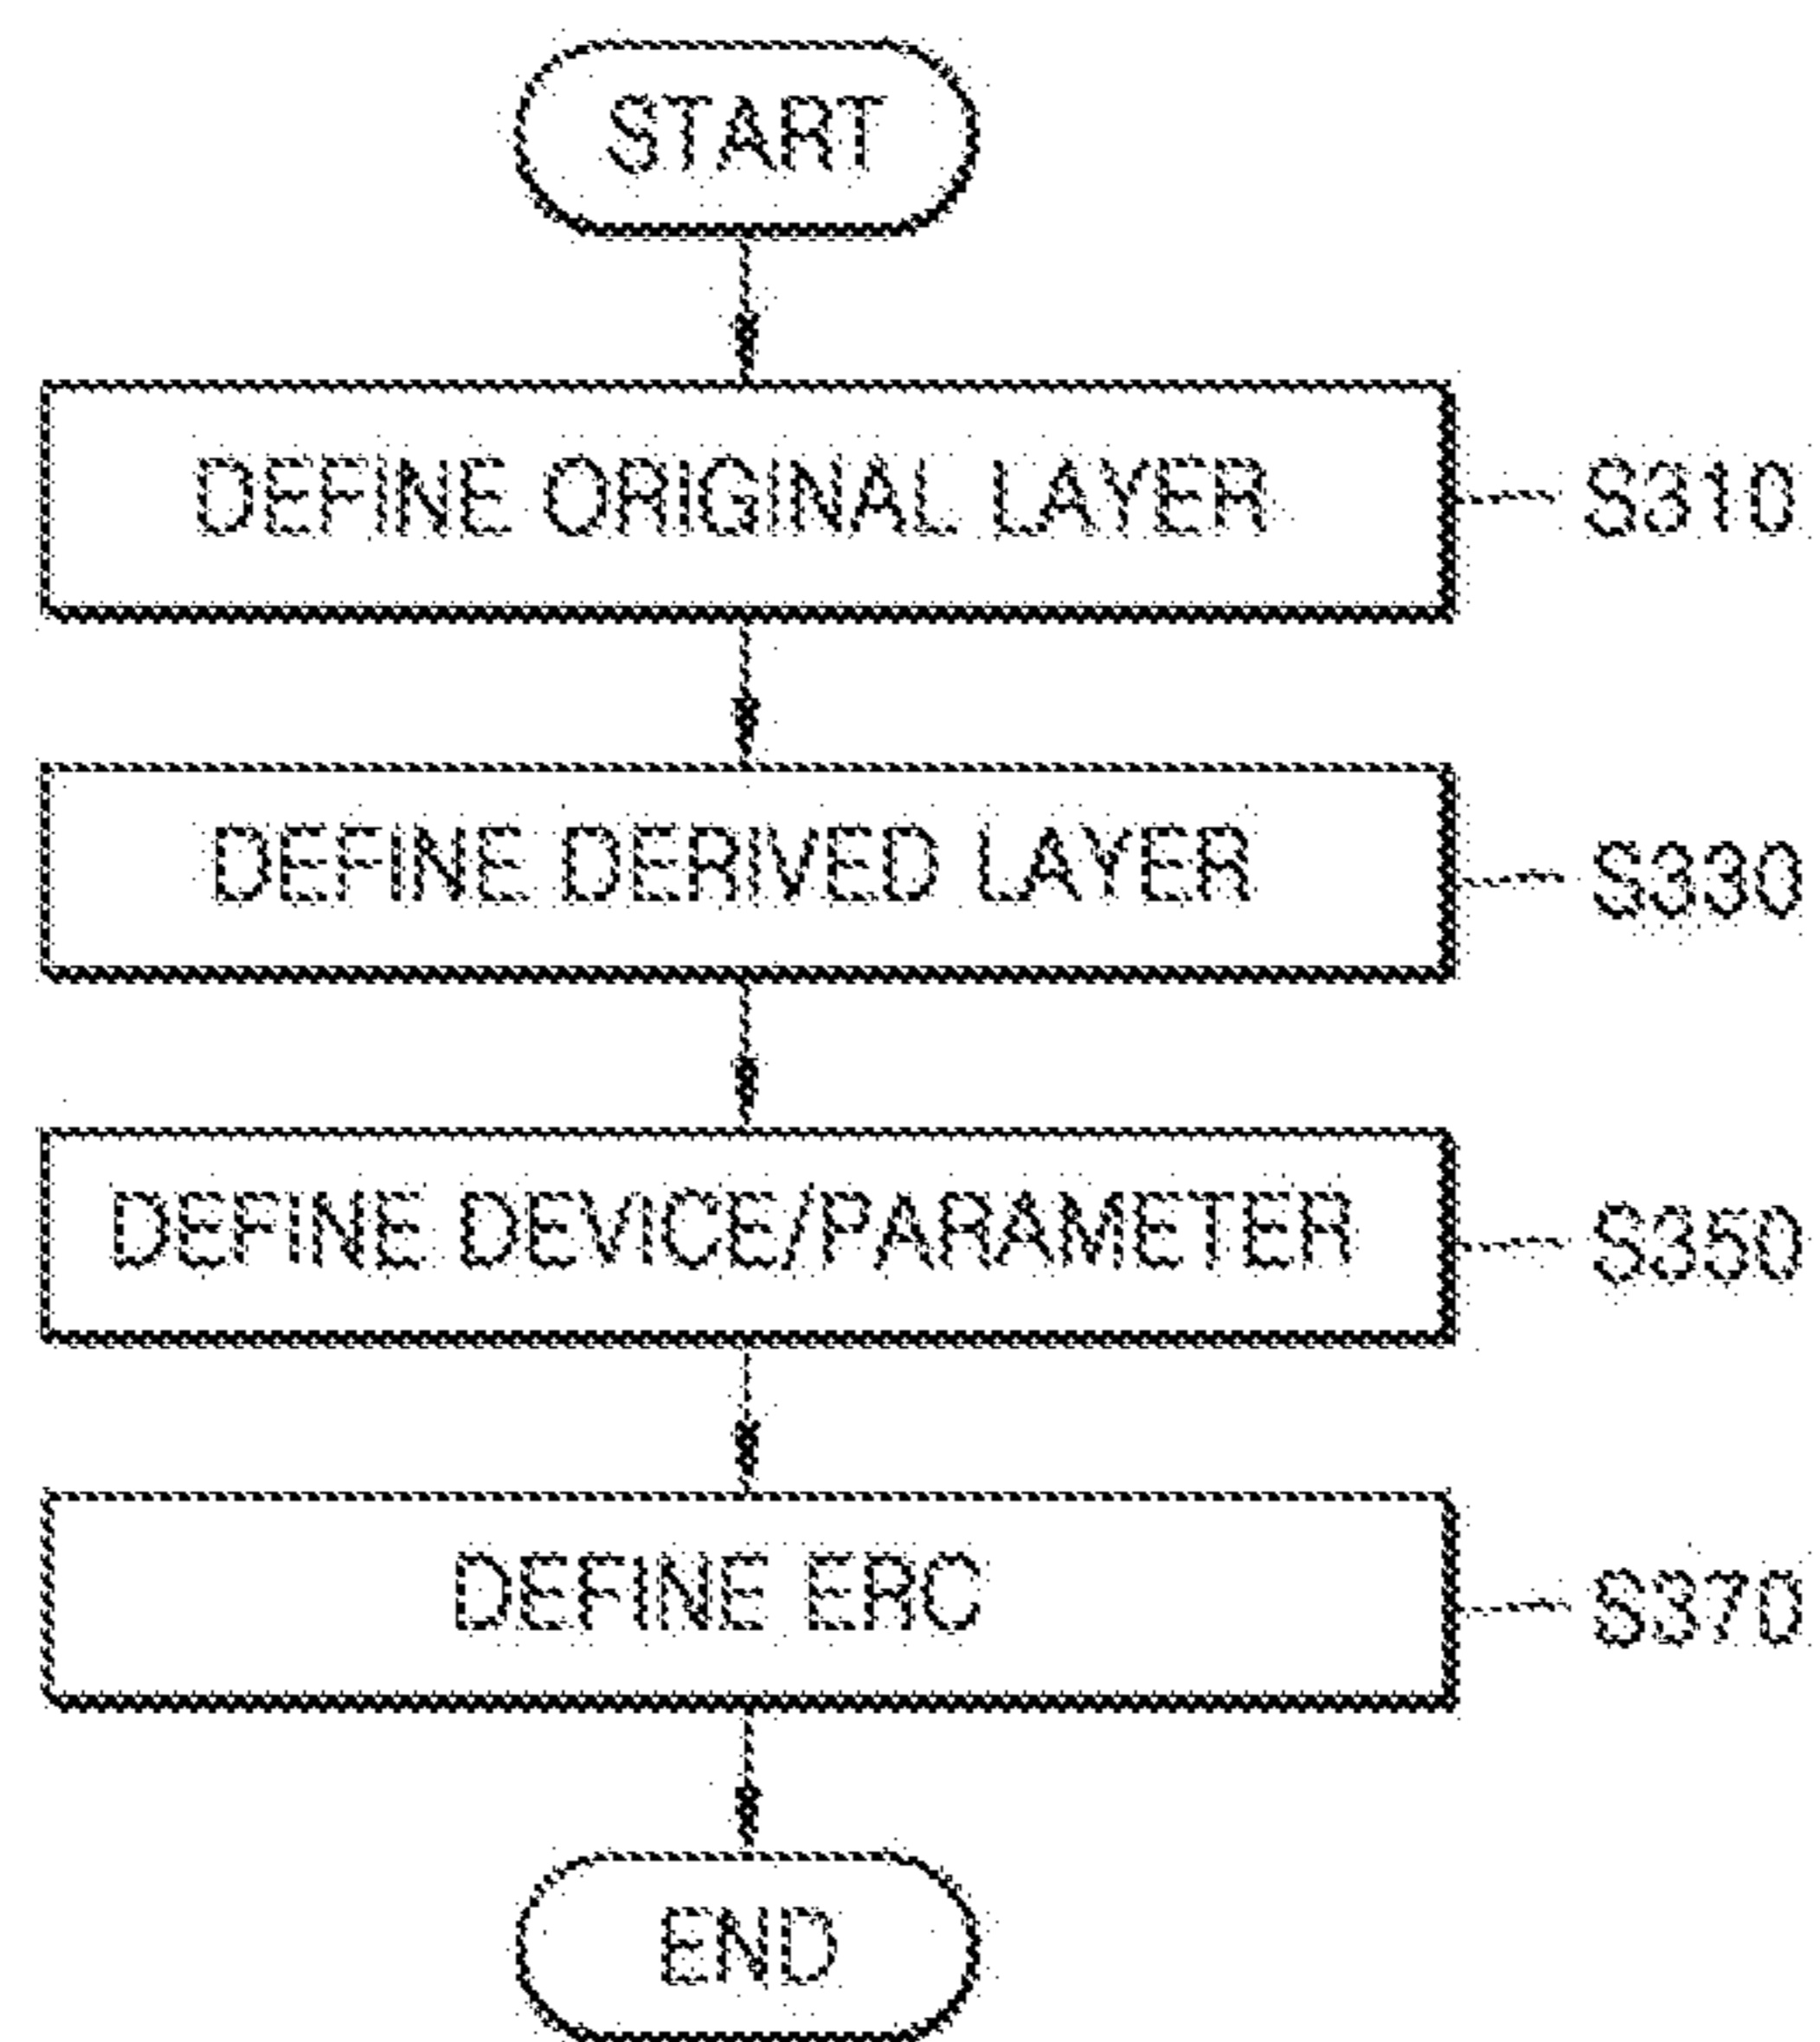 START
DEFINE ORIGINAL LAYER
S310
DEFINE DERIVED LAYER
S330
DEFINE DEVICE/PARAMETER
S350
DEFINE ERC
S370
END